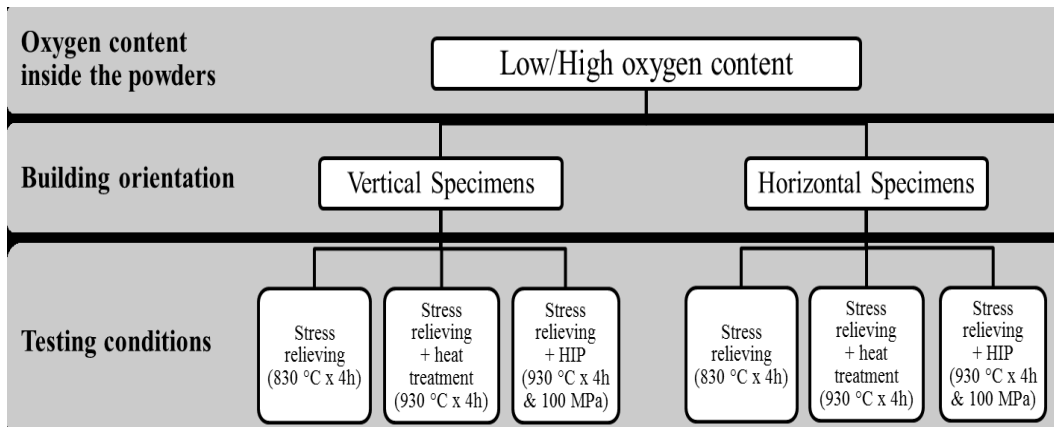 Oxygen content
inside the powders
Low/High oxygen content
Building orientation
Vertical Specimens
Horizontal Specimens
Testing conditions
Stress
relieving
(830 °C x 4h)
Stress
relieving
+ heat
treatment
(930 °C x 4h)
Stress
relieving
+ HIP
(930 °C x 4h
& 100 MPa)
Stress
relieving
(830 °C x 4h)
Stress
relieving
+ heat
treatment
(930 °C x 4h)
Stress
relieving
+ HIP
(930 °C x 4h
& 100 MPa)